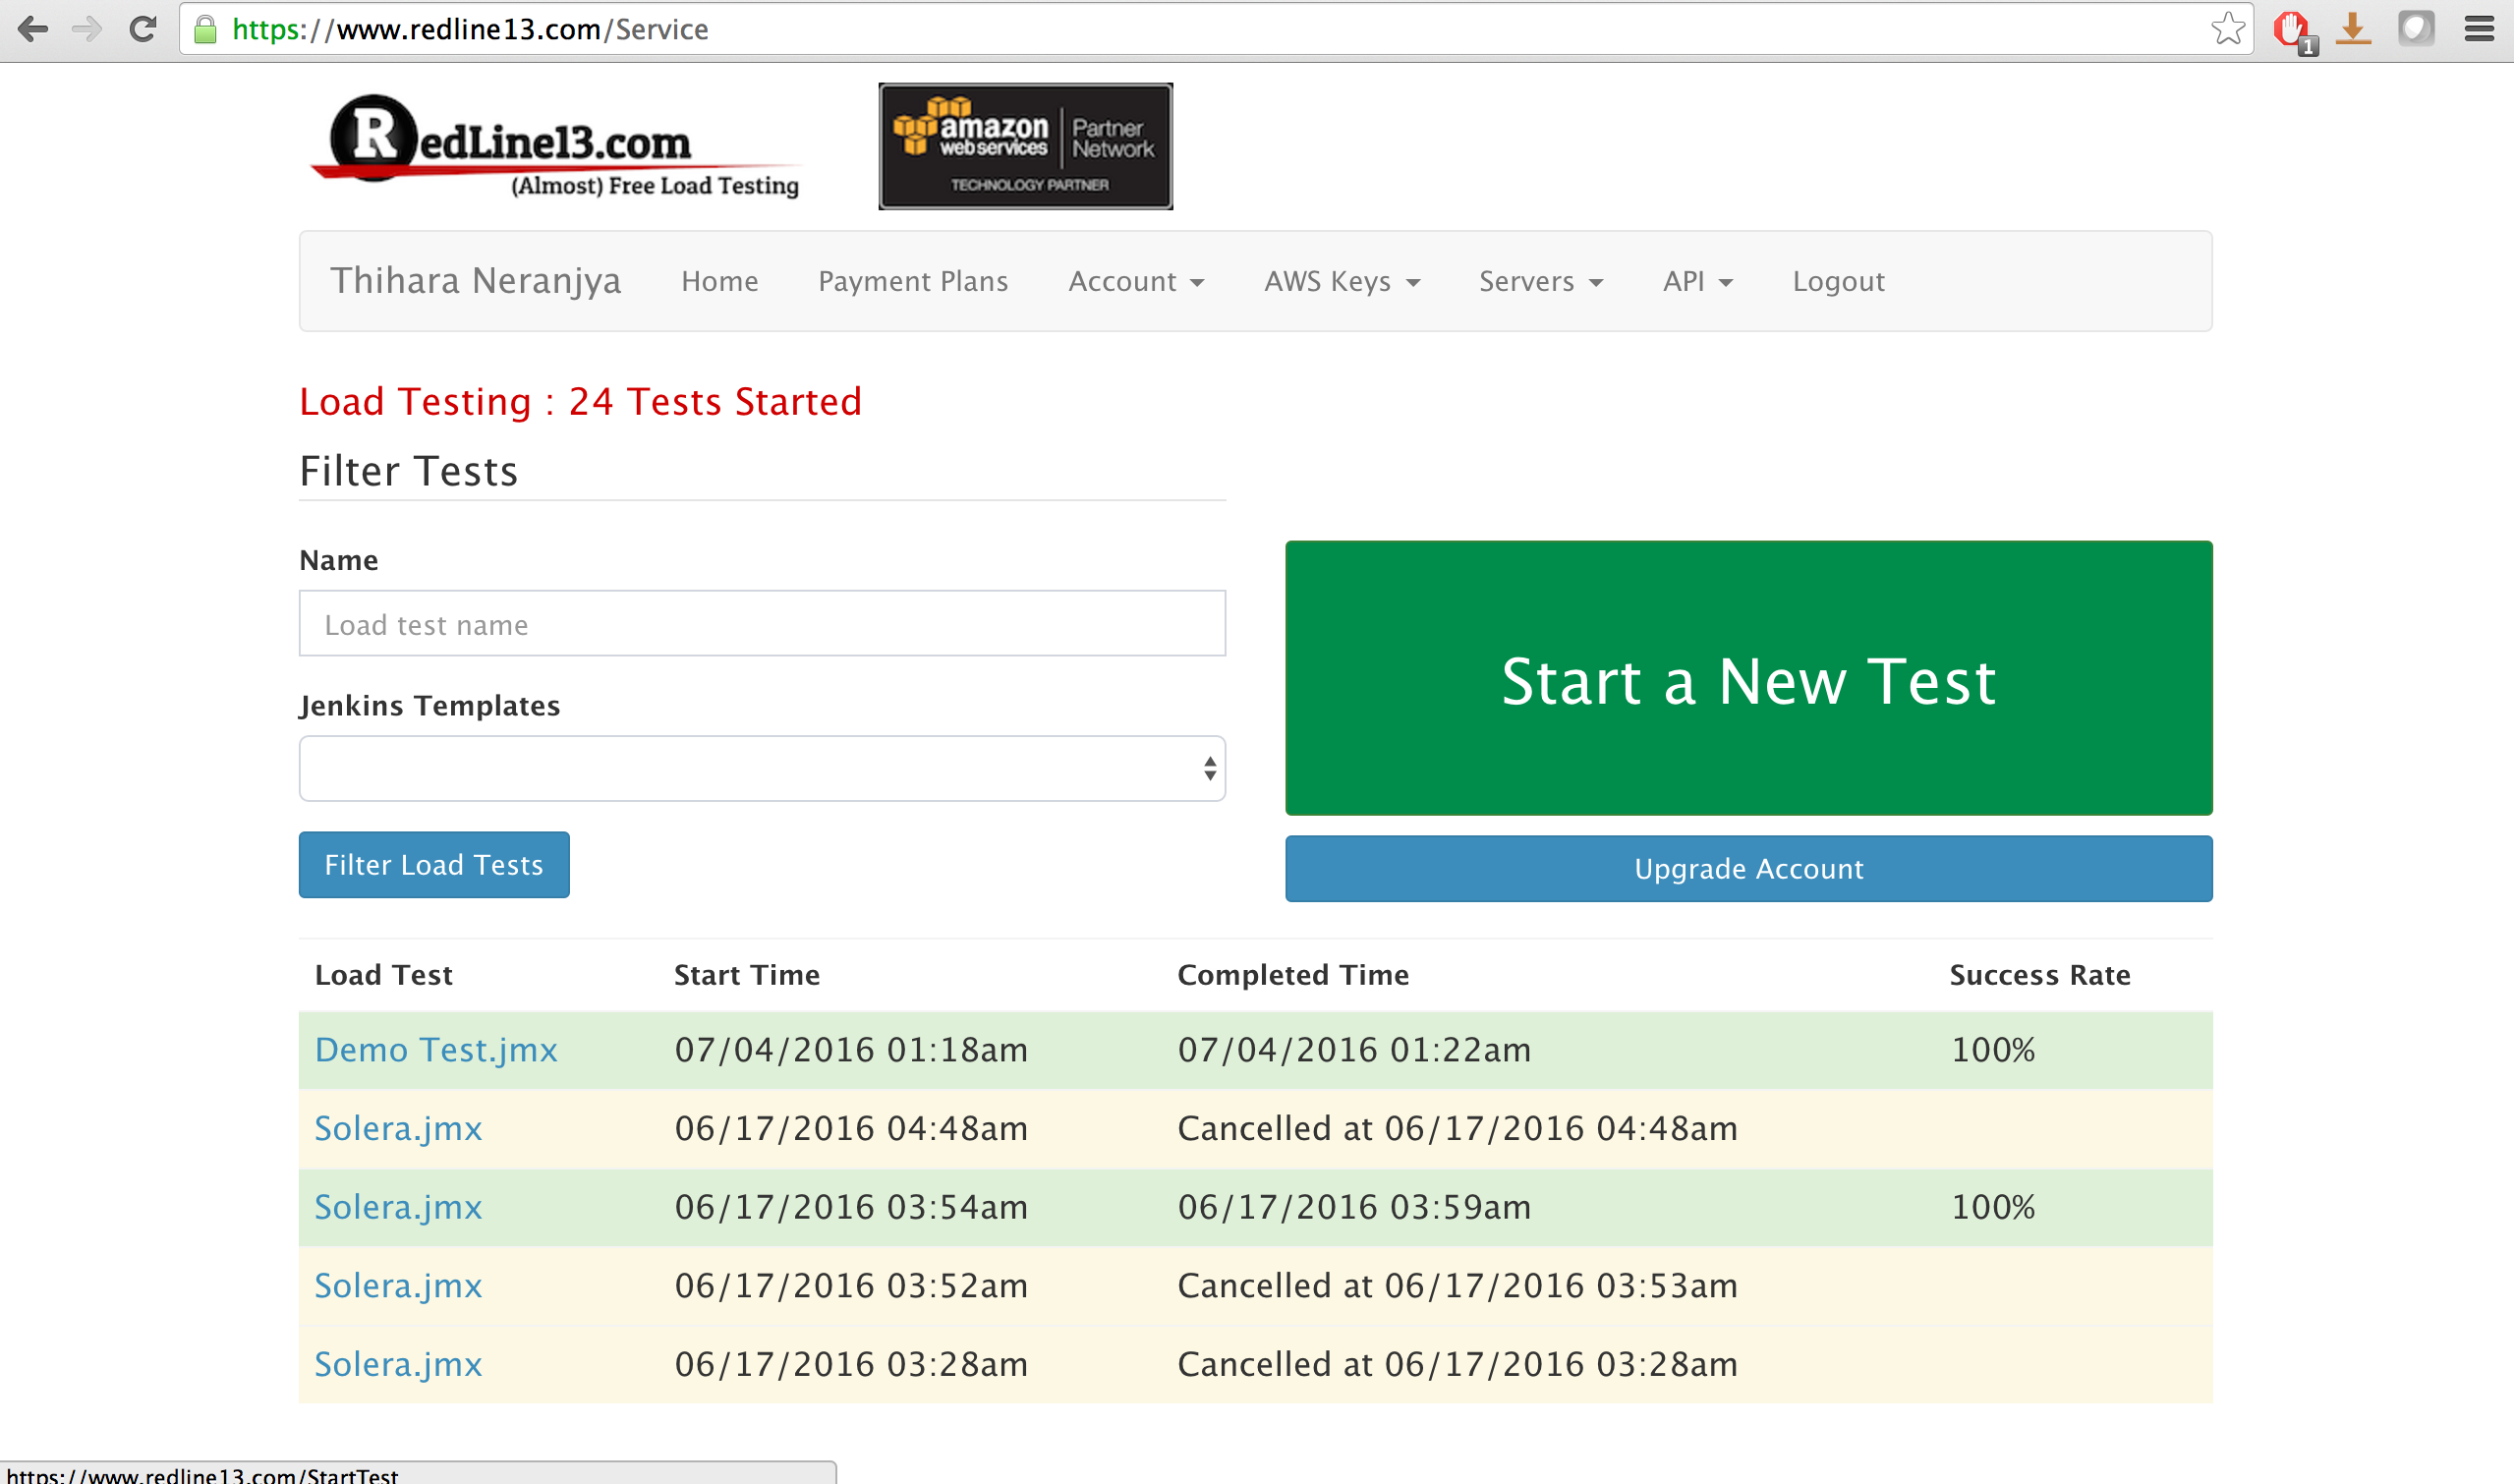 https://www.redline13.com/Service
1
RedLine13.com
(Almost) Free Load Testing
amazon
webservices
Partner
Network
TECHNOLOGY PARTNER
Thihara Neranjya Home Payment Plans Account AWS Keys Servers API Logout
Load Testing : 24 Tests Started
Filter Tests
Name
Load test name
Jenkins Templates
Filter Load Tests
Start a New Test
Upgrade Account
Load Test Start Time Completed Time Success Rate
Demo Test.jmx 07/04/2016 01:18am 07/04/2016 01:22am 100%
Solera.jmx 06/17/2016 04:48am Cancelled at 06/17/2016 04:48am
Solera.jmx 06/17/2016 03:54am 06/17/2016 03:59am 100%
Solera.jmx 06/17/2016 03:52am Cancelled at 06/17/2016 03:53am
Solera.jmx 06/17/2016 03:28am Cancelled at 06/17/2016 03:28am
https://www.redline13.com/StartTest